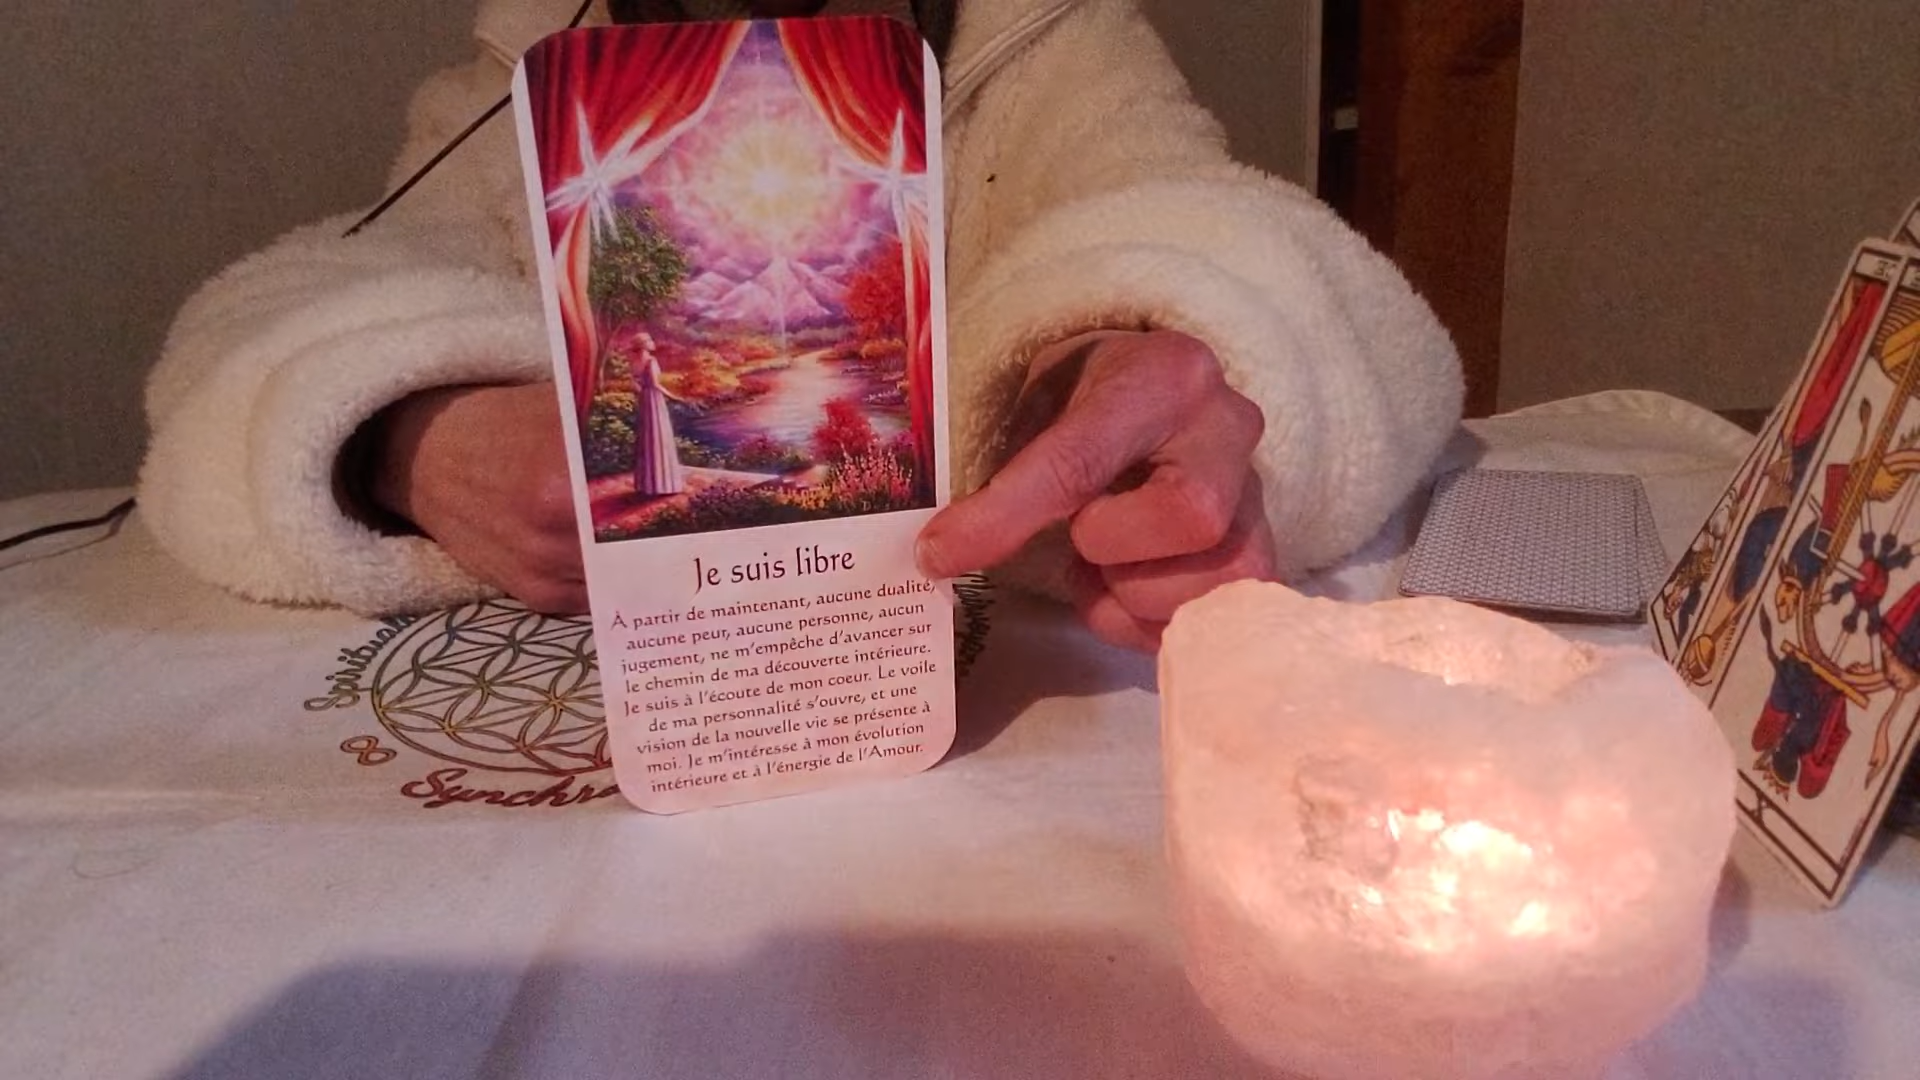 Je suis libre
À partir de maintenant, aucune dualité,
aucune peur, aucune personne, aucun
jugement, ne m'empêche d'avancer sur
le chemin de ma découverte intérieure.
Je suis à l'écoute de mon coeur. Le voile
de ma personnalité s'ouvre, et une
vision de la nouvelle vie se présente à
moi. Je m'intéresse à mon évolution
intérieure et à l'énergie de l'Amour.
X